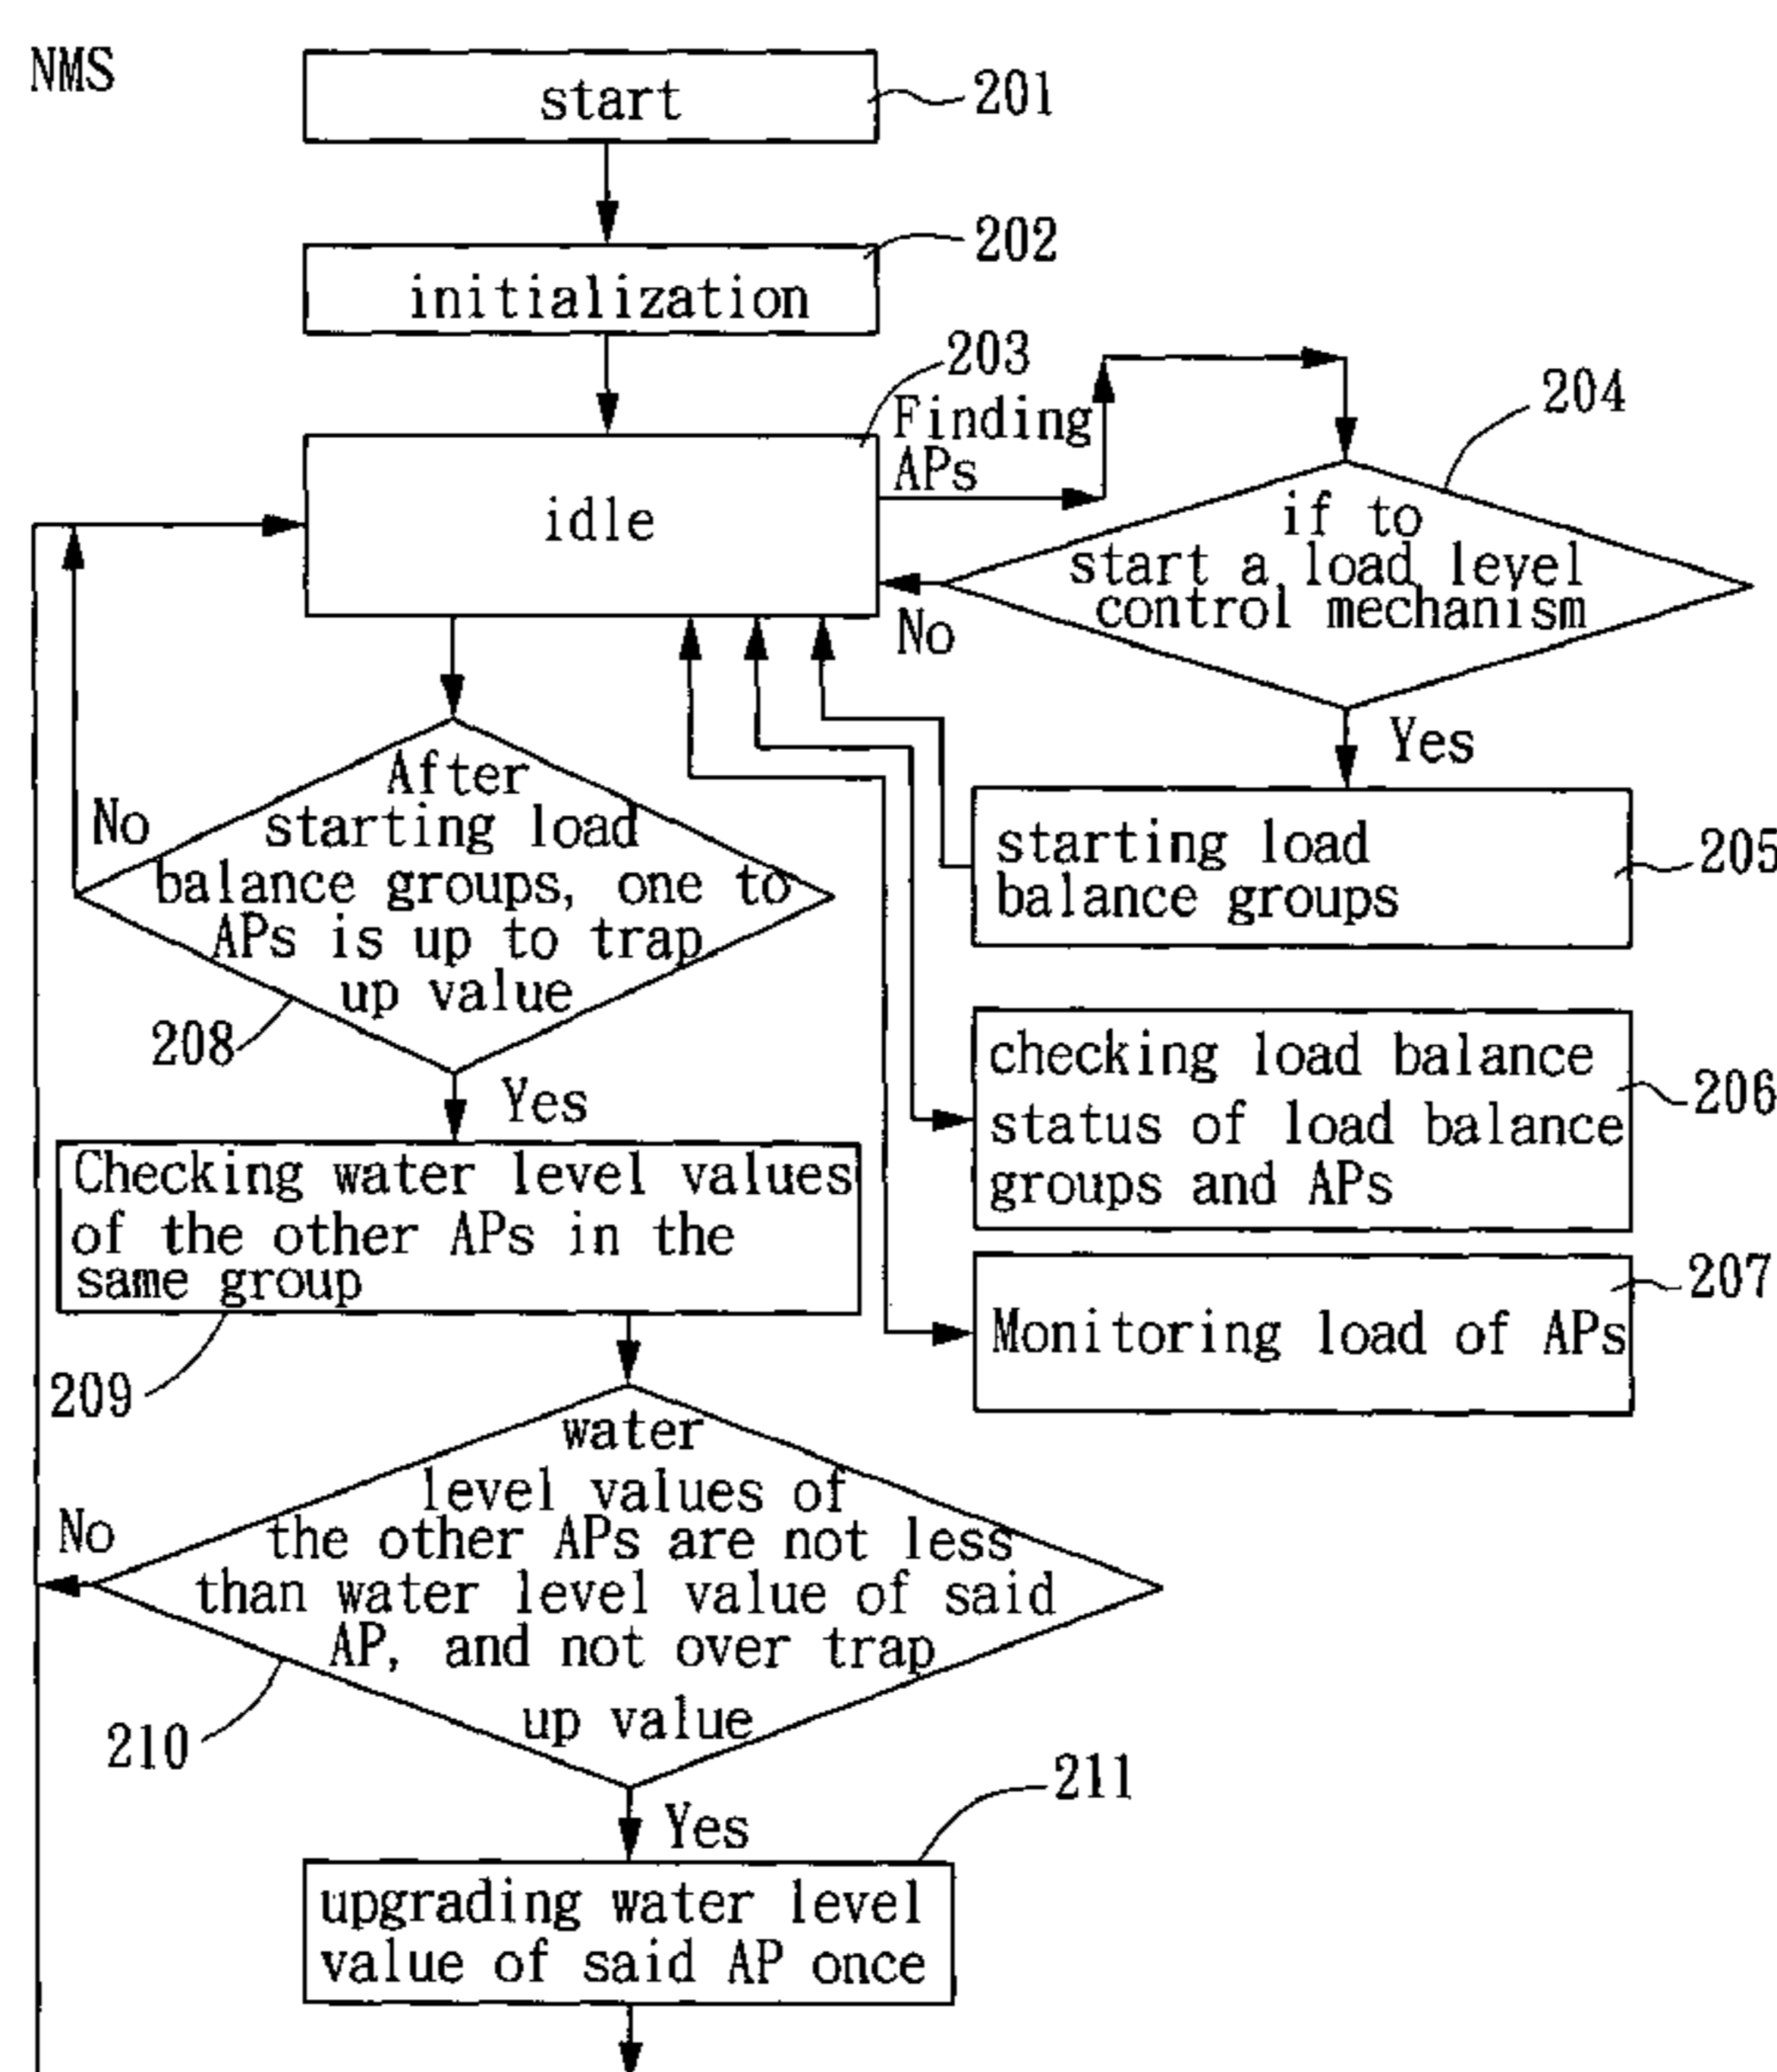 NMS
start
201
initialization
202
203
Finding
APs
idle
204
if to
start a load level
control mechanism
No
Yes
starting load
balance groups
205
After
starting load
balance groups, one to
APs is up to trap
up value
No
208
Yes
checking load balance
status of load balance
groups and APs
206
Checking water level values
of the other APs in the
same group
209
Monitoring load of APs
207
water
level values of
the other APs are not less
than water level value of said
AP, and not over trap
up value
No
210
Yes
211
upgrading water level
value of said AP once